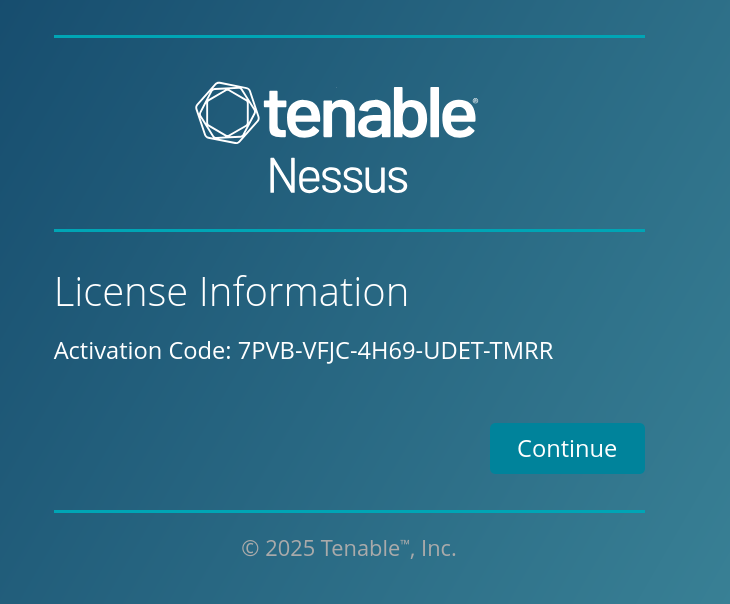 tenable®
Nessus
License Information
Activation Code: 7PVB-VFJC-4H69-UDET-TMRR
Continue
© 2025 Tenable™, Inc.